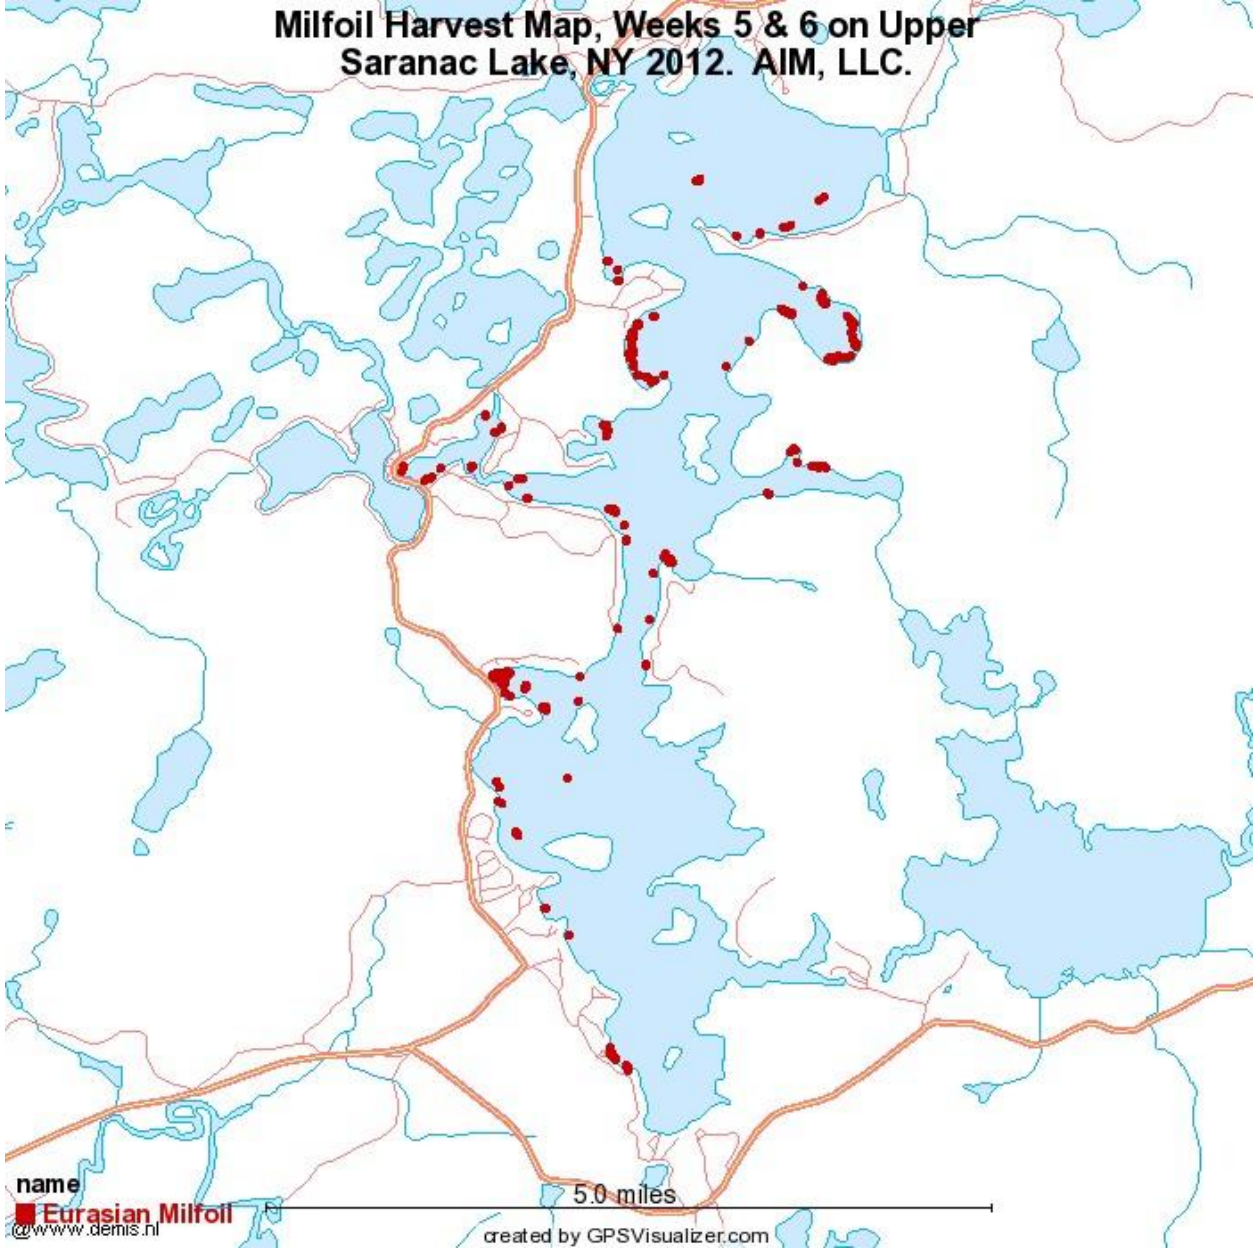 Milfoil Harvest Map, Weeks 5 & 6 on Upper
Saranac Lake, NY 2012. AIM, LLC.
5.0 miles
name
Eurasian Milfoil
@www.demis.nl
created by GPSVisualizer.com